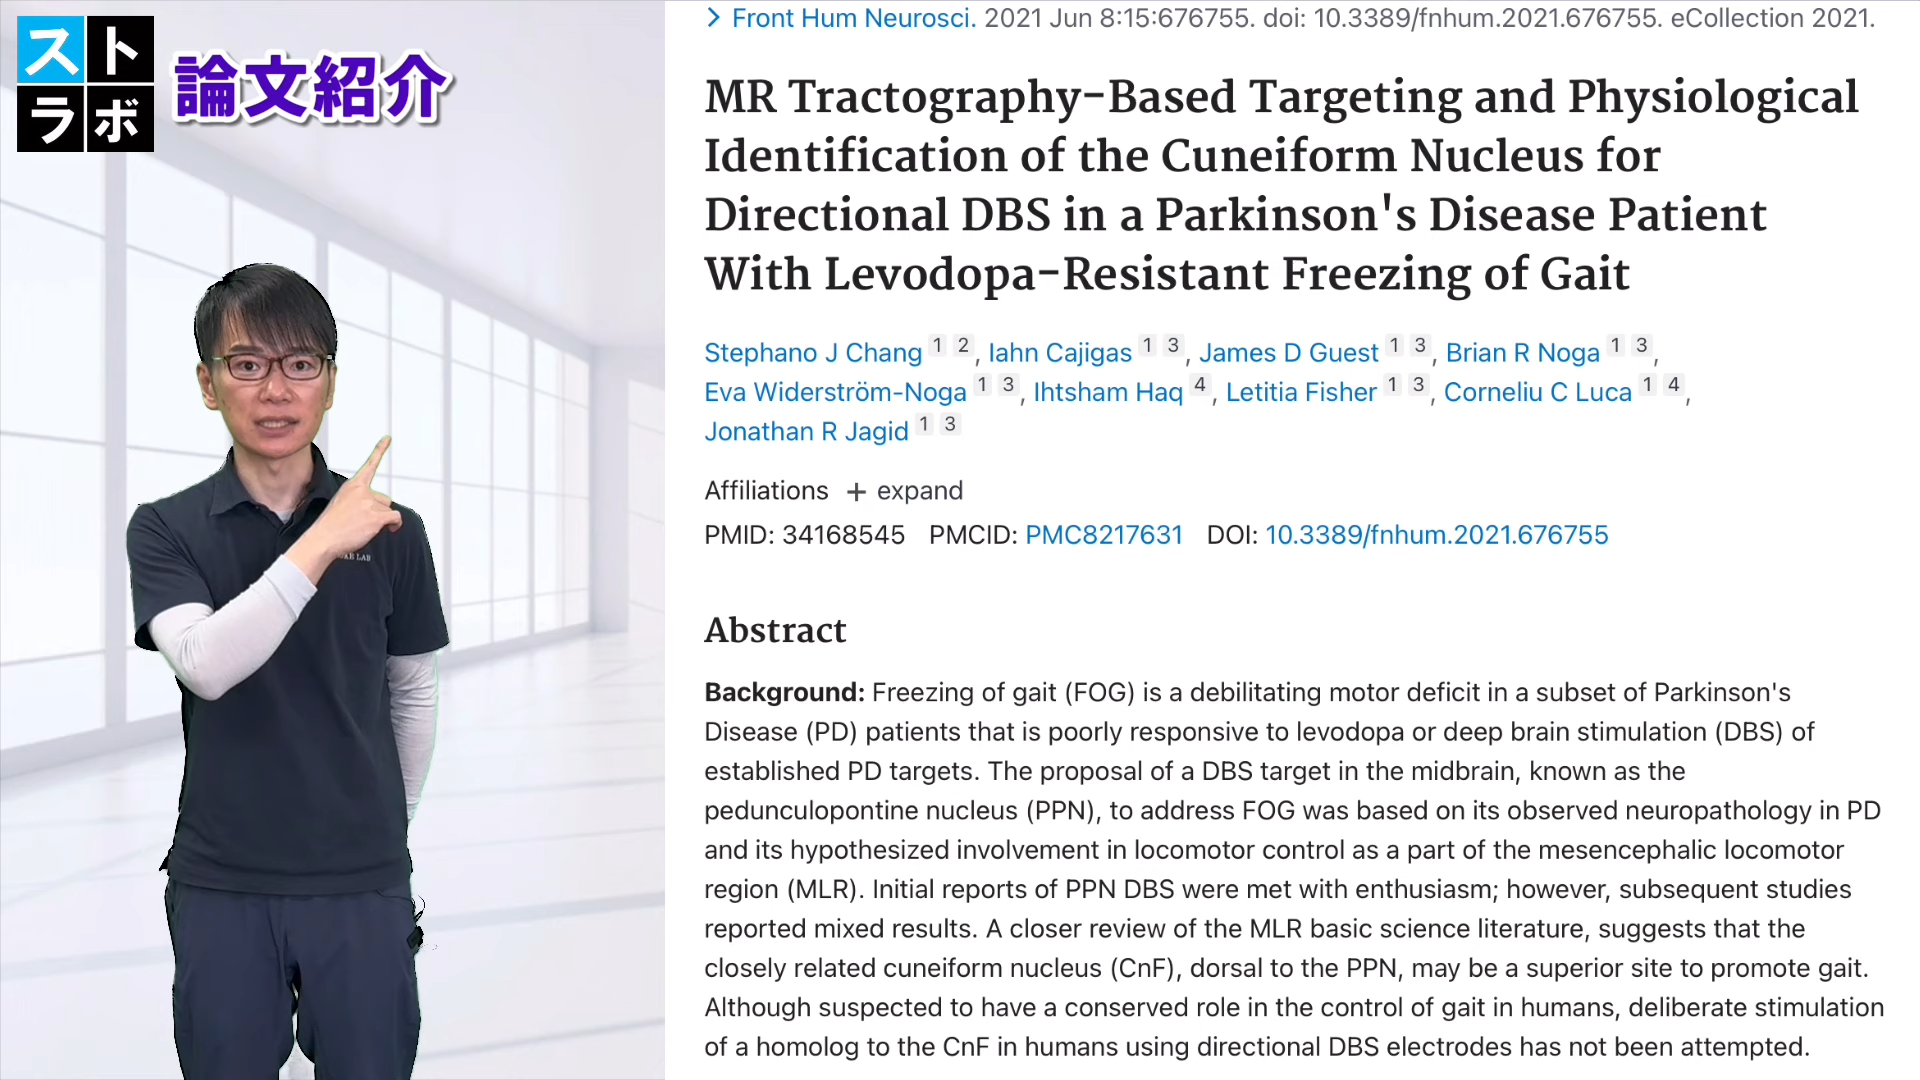 スト
ラボ
論文紹介
LAB
Front Hum Neurosci. 2021 Jun 8:15:676755. doi: 10.3389/fnhum.2021.676755. eCollection 2021.
MR Tractography-Based Targeting and Physiological
Identification of the Cuneiform Nucleus for
Directional DBS in a Parkinson's Disease Patient
With Levodopa-Resistant Freezing of Gait
Stephano J Chang 1 2, Iahn Cajigas 1 3, James D Guest 1 3, Brian R Noga 1 3,
Eva Widerström-Noga 1 3, Ihtsham Haq 4, Letitia Fisher 1 3, Corneliu C Luca 1 4,
Jonathan R Jagid 1 3
Affiliations + expand
PMID: 34168545 PMCID: PMC8217631 DOI: 10.3389/fnhum.2021.676755
Abstract
Background: Freezing of gait (FOG) is a debilitating motor deficit in a subset of Parkinson's
Disease (PD) patients that is poorly responsive to levodopa or deep brain stimulation (DBS) of
established PD targets. The proposal of a DBS target in the midbrain, known as the
pedunculopontine nucleus (PPN), to address FOG was based on its observed neuropathology in PD
and its hypothesized involvement in locomotor control as a part of the mesencephalic locomotor
region (MLR). Initial reports of PPN DBS were met with enthusiasm; however, subsequent studies
reported mixed results. A closer review of the MLR basic science literature, suggests that the
closely related cuneiform nucleus (CnF), dorsal to the PPN, may be a superior site to promote gait.
Although suspected to have a conserved role in the control of gait in humans, deliberate stimulation
of a homolog to the CnF in humans using directional DBS electrodes has not been attempted.